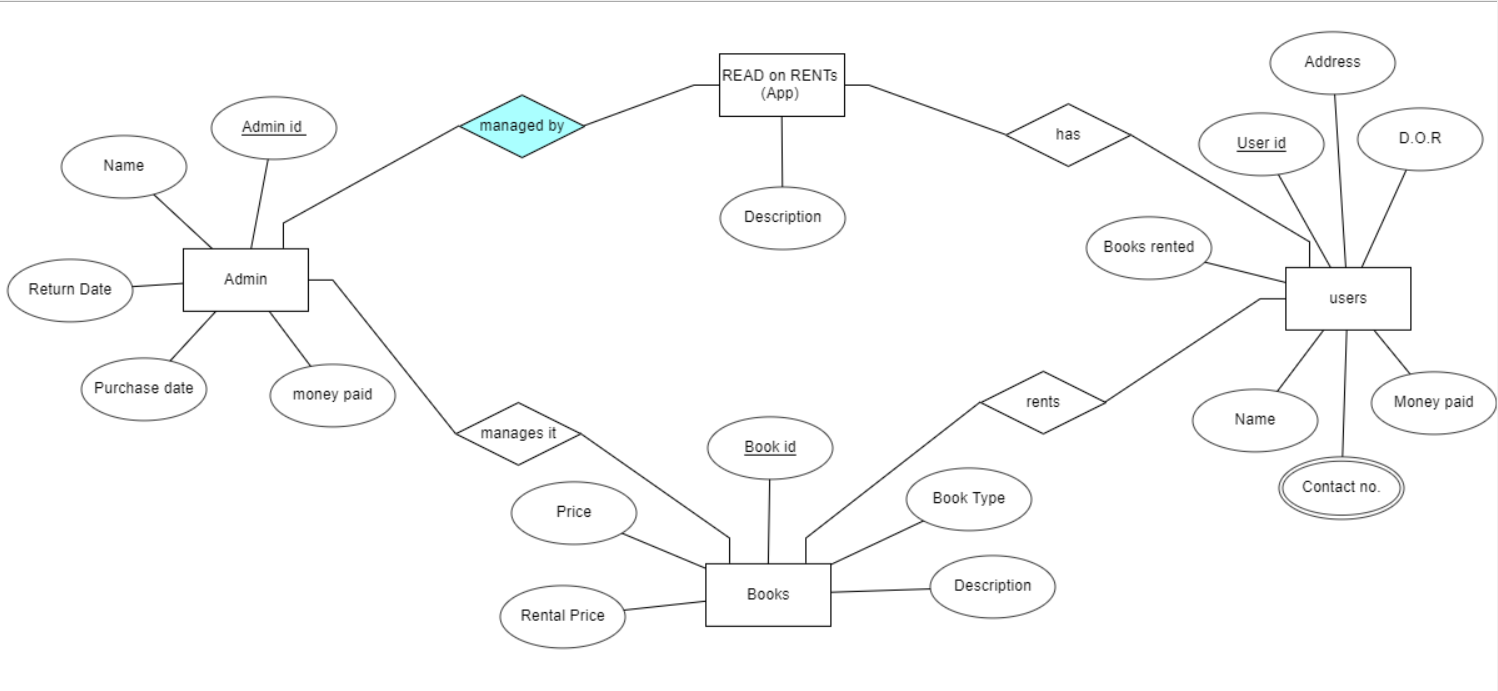 READ on RENTs
(App)
Address
Admin id
managed by
has
User id
D.O.R
Name
Description
Books rented
Return Date
Admin
users
Purchase date
money paid
rents
Name
Money paid
manages it
Book id
Contact no.
Price
Book Type
Books
Description
Rental Price